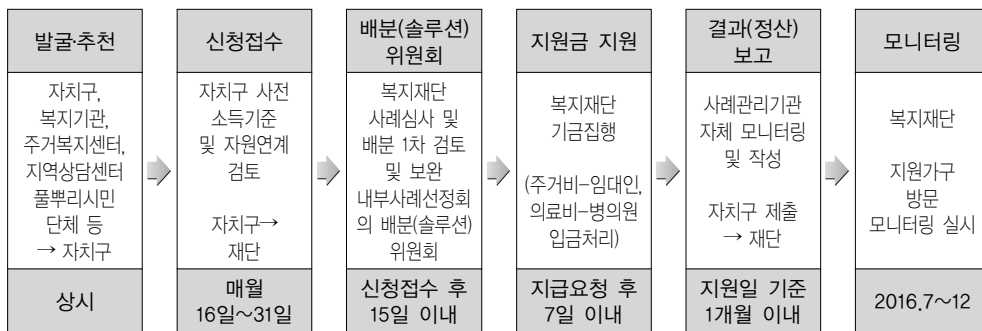 발굴·추천
자치구,
복지기관,
주거복지센터,
지역상담센터
풀뿌리시민
단체 등
→ 자치구
상시
신청접수
자치구 사전
소득기준
및 자원연계
검토
자치구→
재단
매월
16일~31일
배분(솔루션)
위원회
복지재단
사례심사 및
배분 1차 검토
및 보완
내부사례선정회
의 배분(솔루션)
위원회
신청접수 후
15일 이내
지원금 지원
복지재단
기금집행
(주거비-임대인,
의료비-병의원
입금처리)
지급요청 후
7일 이내
결과(정산)
보고
사례관리기관
자체 모니터링
및 작성
자치구 제출
→ 재단
지원일 기준
1개월 이내
모니터링
복지재단
지원가구
방문
모니터링 실시
2016.7~12